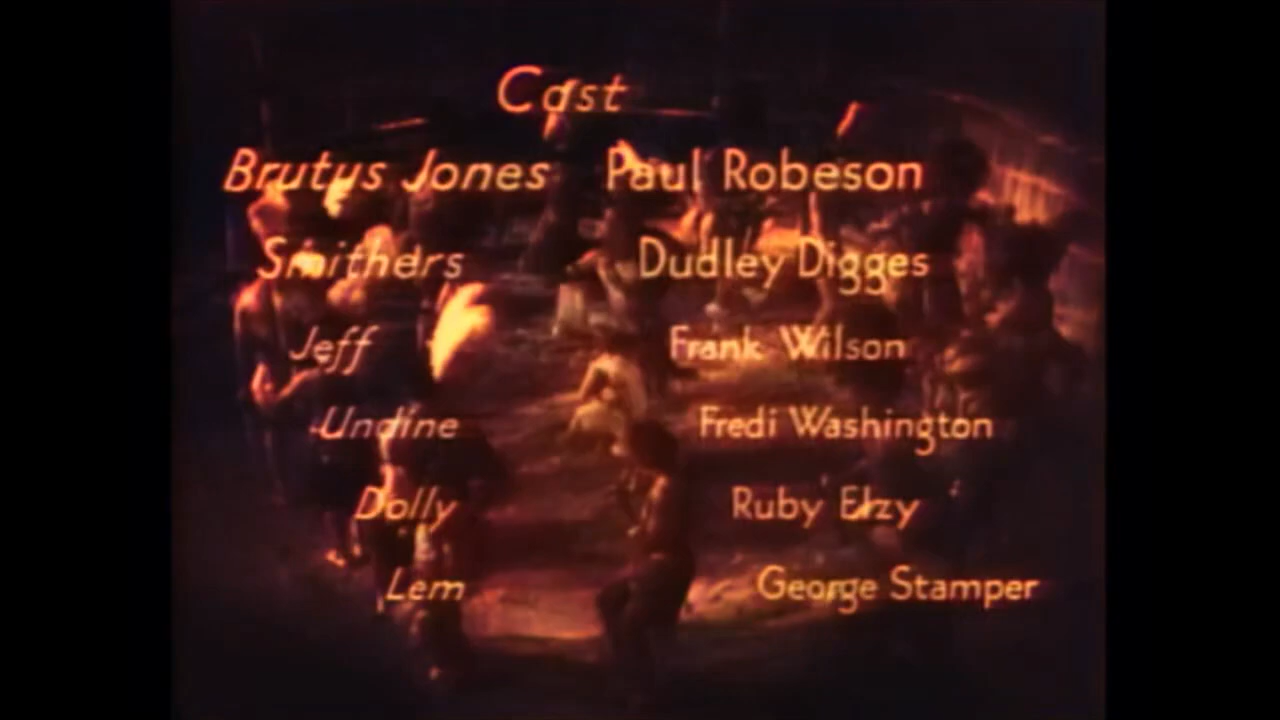 Cast
Brutus Jones Paul Robeson
Smithers Dudley Digges
Jeff Frank Wilson
Undine Fredi Washington
Dolly Ruby Elzy
Lem George Stamper